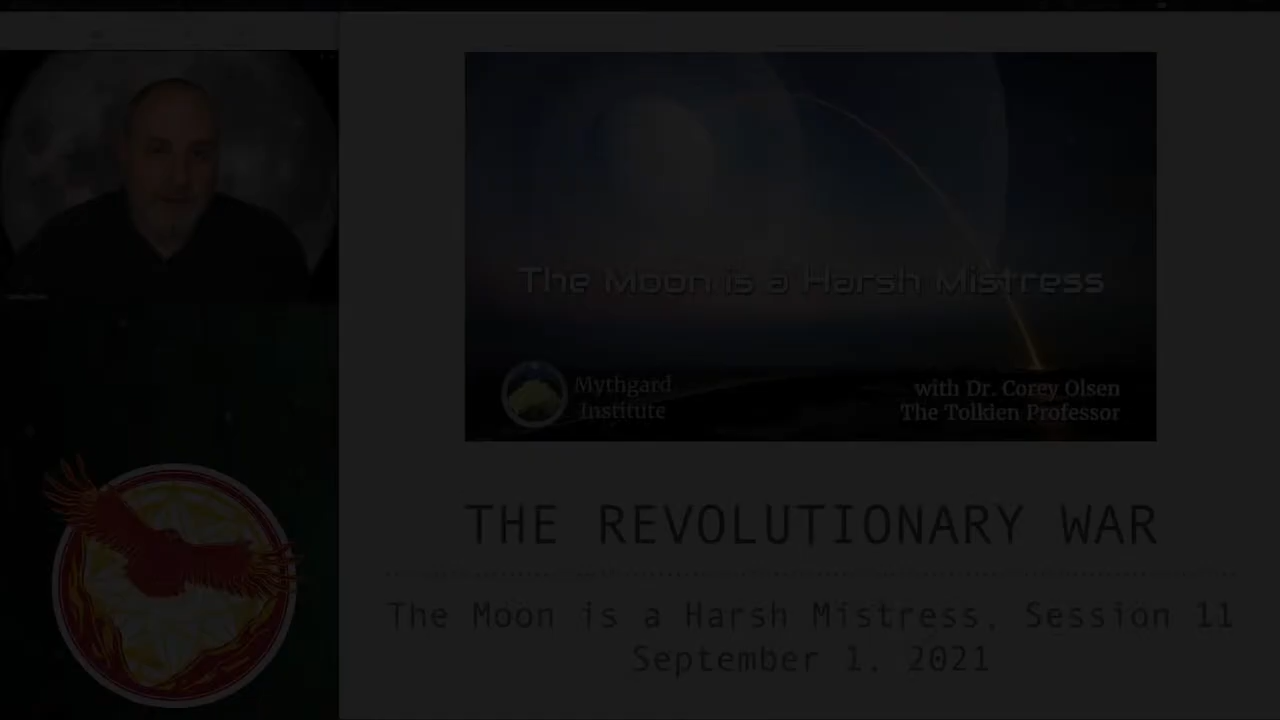 The Moon is a Harsh Mistress
Mythgard
Institute
with Dr. Corey Olsen
The Tolkien Professor
THE REVOLUTIONARY WAR
The Moon is a Harsh Mistress, Session 11
September 1, 2021